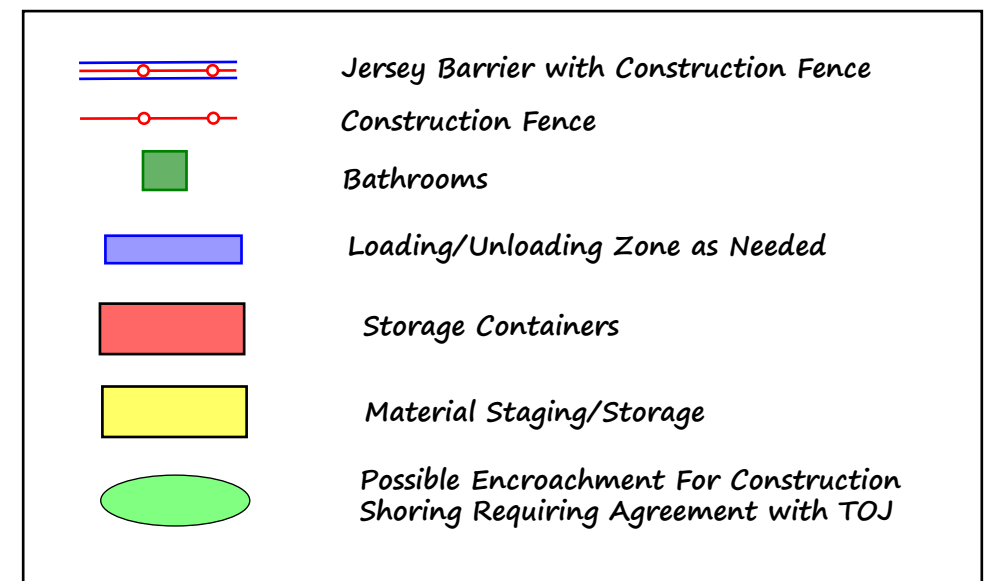 Jersey Barrier with Construction Fence
Construction Fence
Bathrooms
Loading/Unloading Zone as Needed
Storage Containers
Material Staging/Storage
Possible Encroachment For Construction
Shoring Requiring Agreement with TOJ